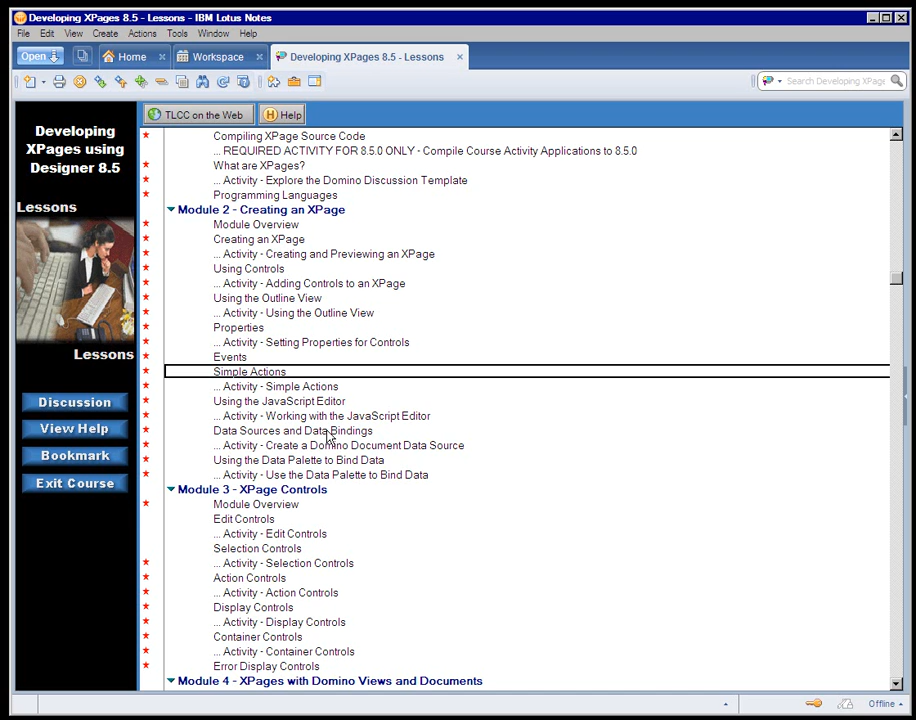 Developing XPages 8.5 - Lessons - IBM Lotus Notes
File Edit View Create Actions Tools Window Help
Open Home Workspace Developing XPages 8.5 - Lessons
Search Developing XPage
TLCC on the Web Help
Developing
XPages using
Designer 8.5
Lessons
Lessons
Discussion
View Help
Bookmark
Exit Course
Compiling XPage Source Code
... REQUIRED ACTIVITY FOR 8.5.0 ONLY - Compile Course Activity Applications to 8.5.0
What are XPages?
... Activity - Explore the Domino Discussion Template
Programming Languages
Module 2 - Creating an XPage
Module Overview
Creating an XPage
... Activity - Creating and Previewing an XPage
Using Controls
... Activity - Adding Controls to an XPage
Using the Outline View
... Activity - Using the Outline View
Properties
... Activity - Setting Properties for Controls
Events
Simple Actions
... Activity - Simple Actions
Using the JavaScript Editor
... Activity - Working with the JavaScript Editor
Data Sources and Data Bindings
... Activity - Create a Domino Document Data Source
Using the Data Palette to Bind Data
... Activity - Use the Data Palette to Bind Data
Module 3 - XPage Controls
Module Overview
Edit Controls
... Activity - Edit Controls
Selection Controls
... Activity - Selection Controls
Action Controls
... Activity - Action Controls
Display Controls
... Activity - Display Controls
Container Controls
... Activity - Container Controls
Error Display Controls
Module 4 - XPages with Domino Views and Documents
Offline